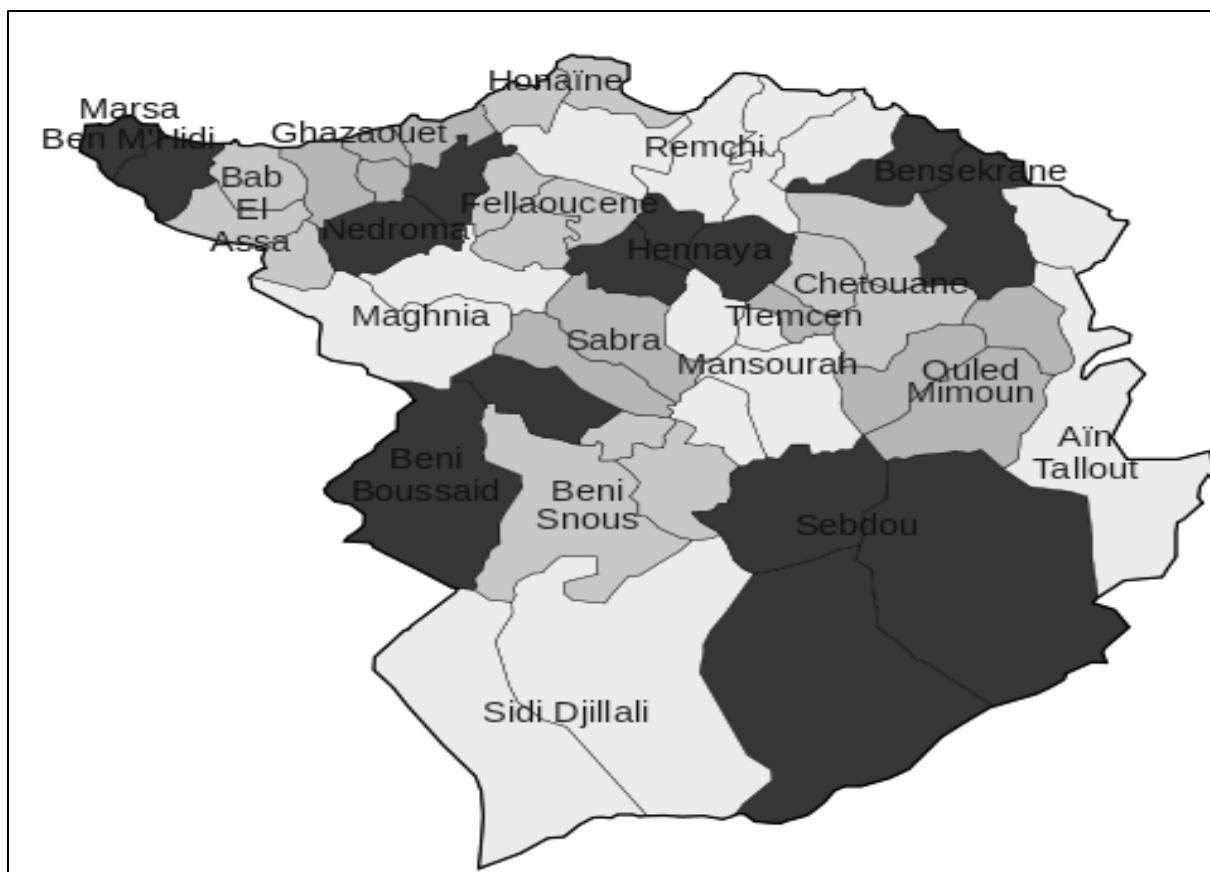 Honaïne
Marsa
Ben M'Hidi
Ghazaouet
Remchi
Bensekrane
Bab
El
Assa
Fellaoucene
Nedroma
Hennaya
Chetouane
Maghnia
Sabra
Tlemcen
Mansourah
Ouled
Mimoun
Aïn
Tallout
Beni
Boussaid
Beni
Snous
Sebdou
Sidi Djillali